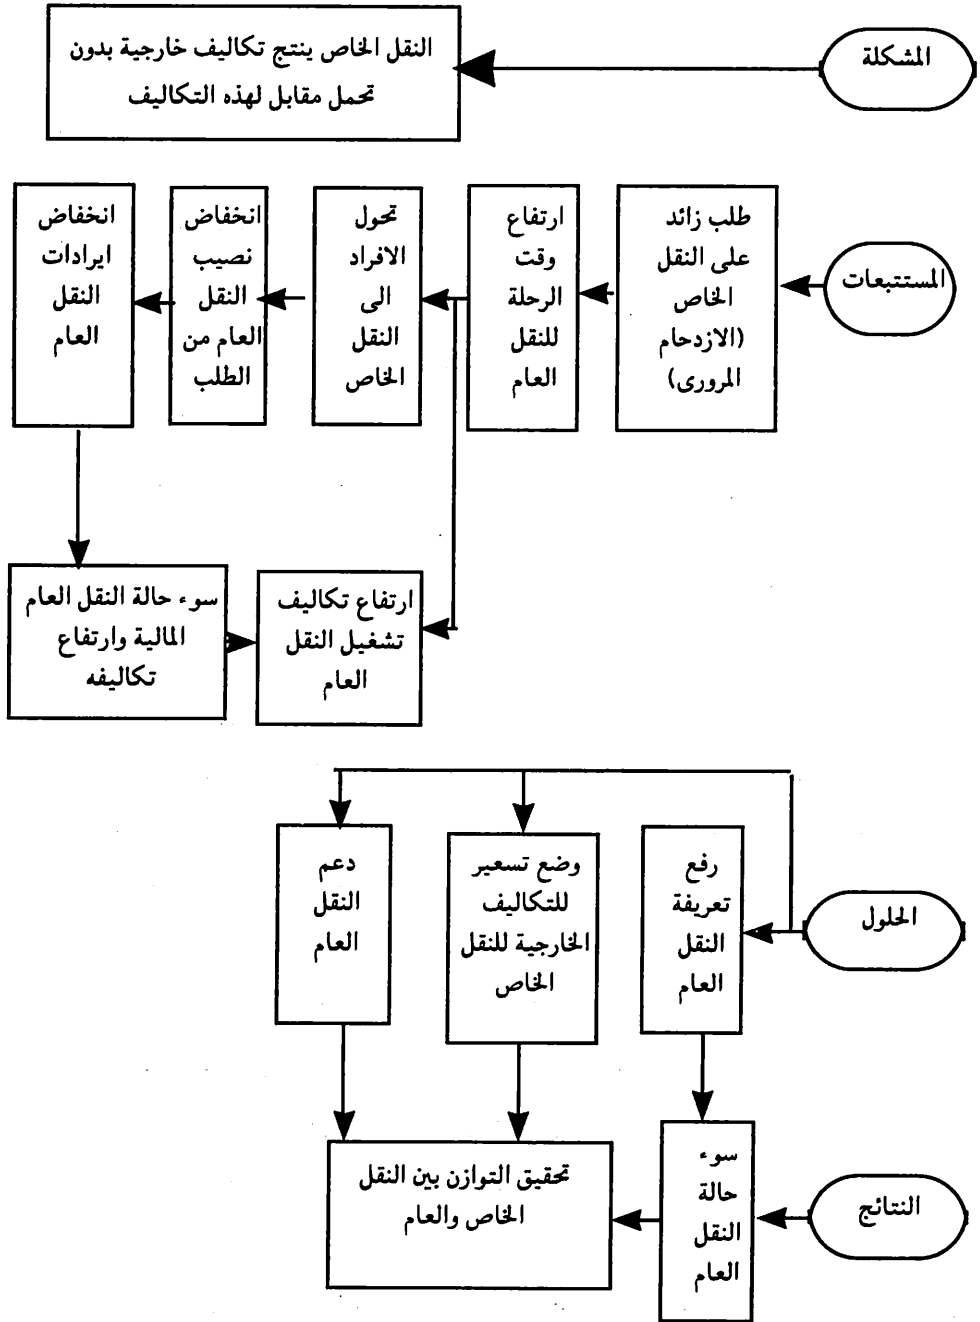 المشكلة
النقل الخاص ينتج تكاليف خارجية بدون
تحمل مقابل لهذه التكاليف
المستتبعات
طلب زائد
على النقل
الخاص
(الازدحام
المرورى)
ارتفاع
وقت
الرحلة
للنقل
العام
تحول
الافراد
الى
النقل
الخاص
انخفاض
نصيب
النقل
العام من
الطلب
انخفاض
ايرادات
النقل
العام
ارتفاع تكاليف
تشغيل النقل
العام
سوء حالة النقل العام
المالية وارتفاع
تكاليفه
الحلول
رفع
تعريفة
النقل
العام
وضع تسعير
للتكاليف
الخارجية للنقل
الخاص
دعم
النقل
العام
النتائج
سوء
حالة
النقل
العام
تحقيق التوازن بين النقل
الخاص والعام